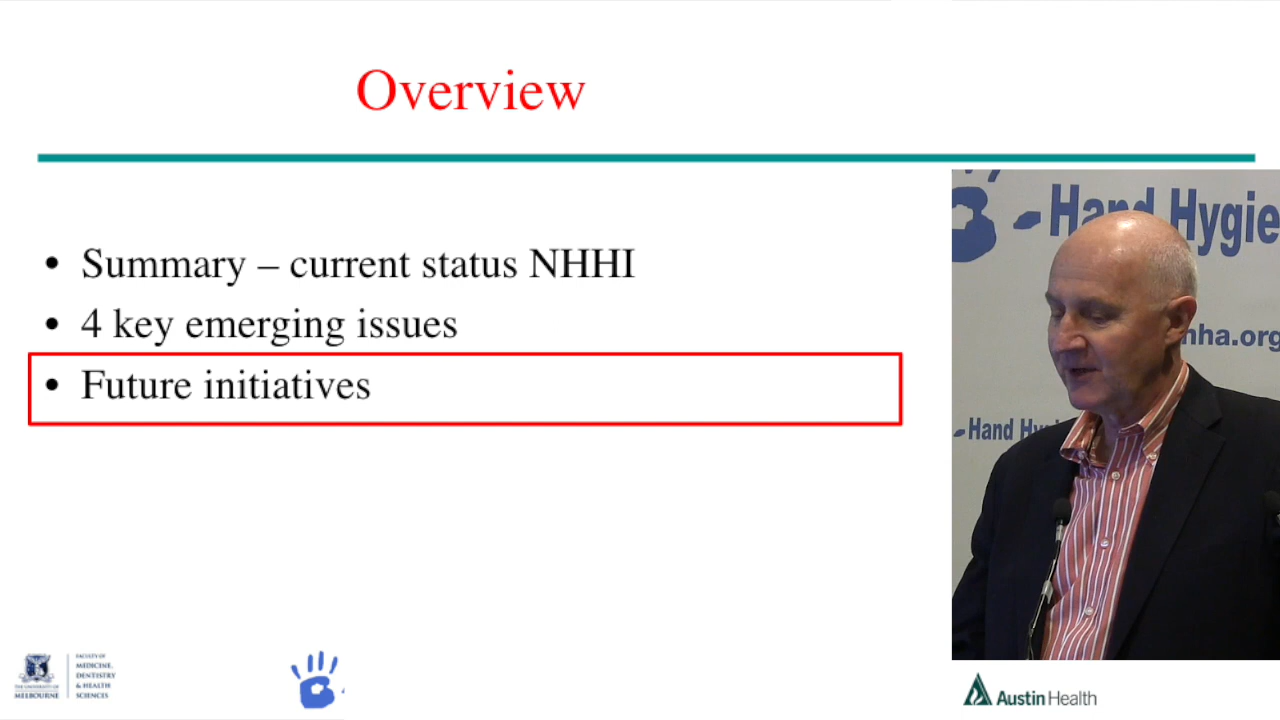 Overview
• Summary – current status NHHI
• 4 key emerging issues
• Future initiatives
-Hand Hygie
nha.org
-Hand Hy
THE UNIVERSITY OF
MELBOURNE
FACULTY OF
MEDICINE,
DENTISTRY
& HEALTH
SCIENCES
Austin Health